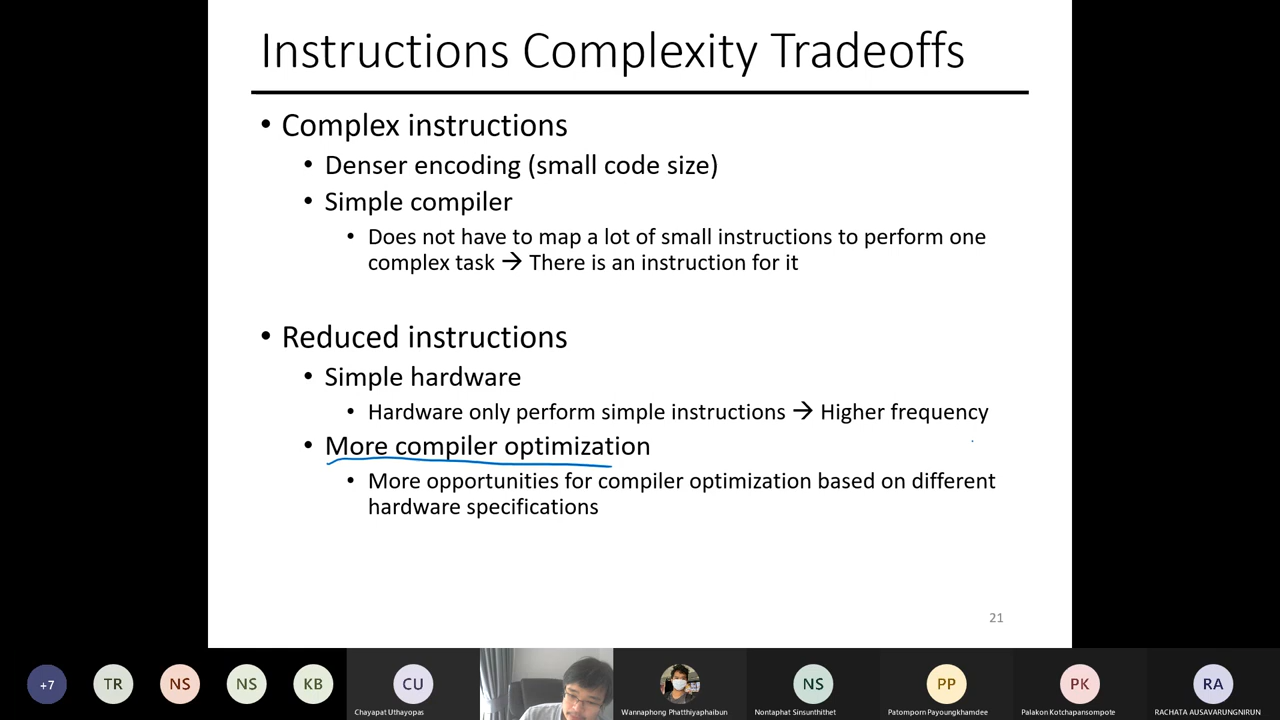 Instructions Complexity Tradeoffs
• Complex instructions
• Denser encoding (small code size)
• Simple compiler
• Does not have to map a lot of small instructions to perform one
complex task → There is an instruction for it
• Reduced instructions
• Simple hardware
• Hardware only perform simple instructions → Higher frequency
• More compiler optimization
• More opportunities for compiler optimization based on different
hardware specifications
21
+7
TR
NS
NS
KB
CU
NS
PP
PK
RA
Chayapat Uthayopas
Wannaphong Phatthiyaphaibun
Nontaphat Sinsunthithet
Patomporn Payoungkhamdee
Palakon Kotchapansompote
RACHATA AUSAVARUNGNIRUN